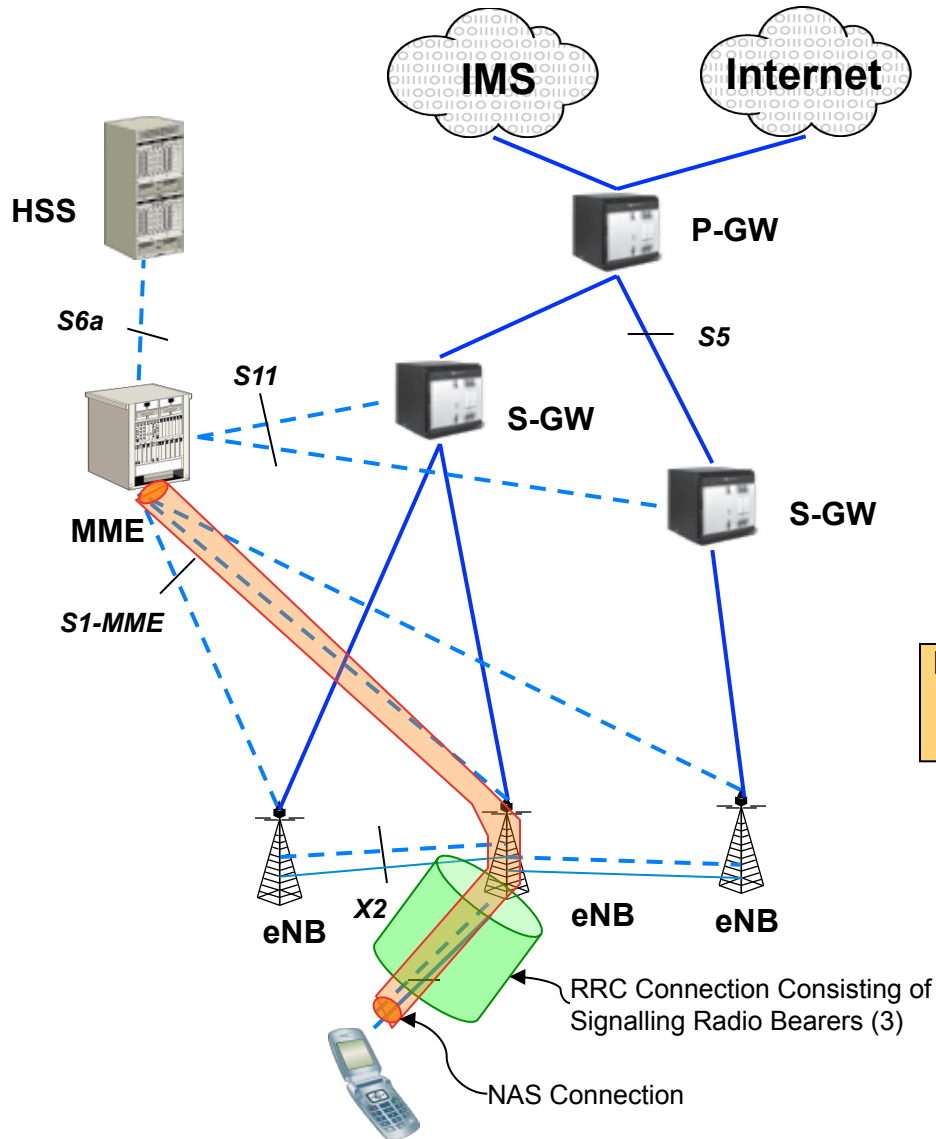 IMS
Internet
HSS
P-GW
S6a
S5
S11
S-GW
S-GW
MME
S1-MME
X2
eNB
eNB
eNB
RRC Connection Consisting of
Signalling Radio Bearers (3)
NAS Connection